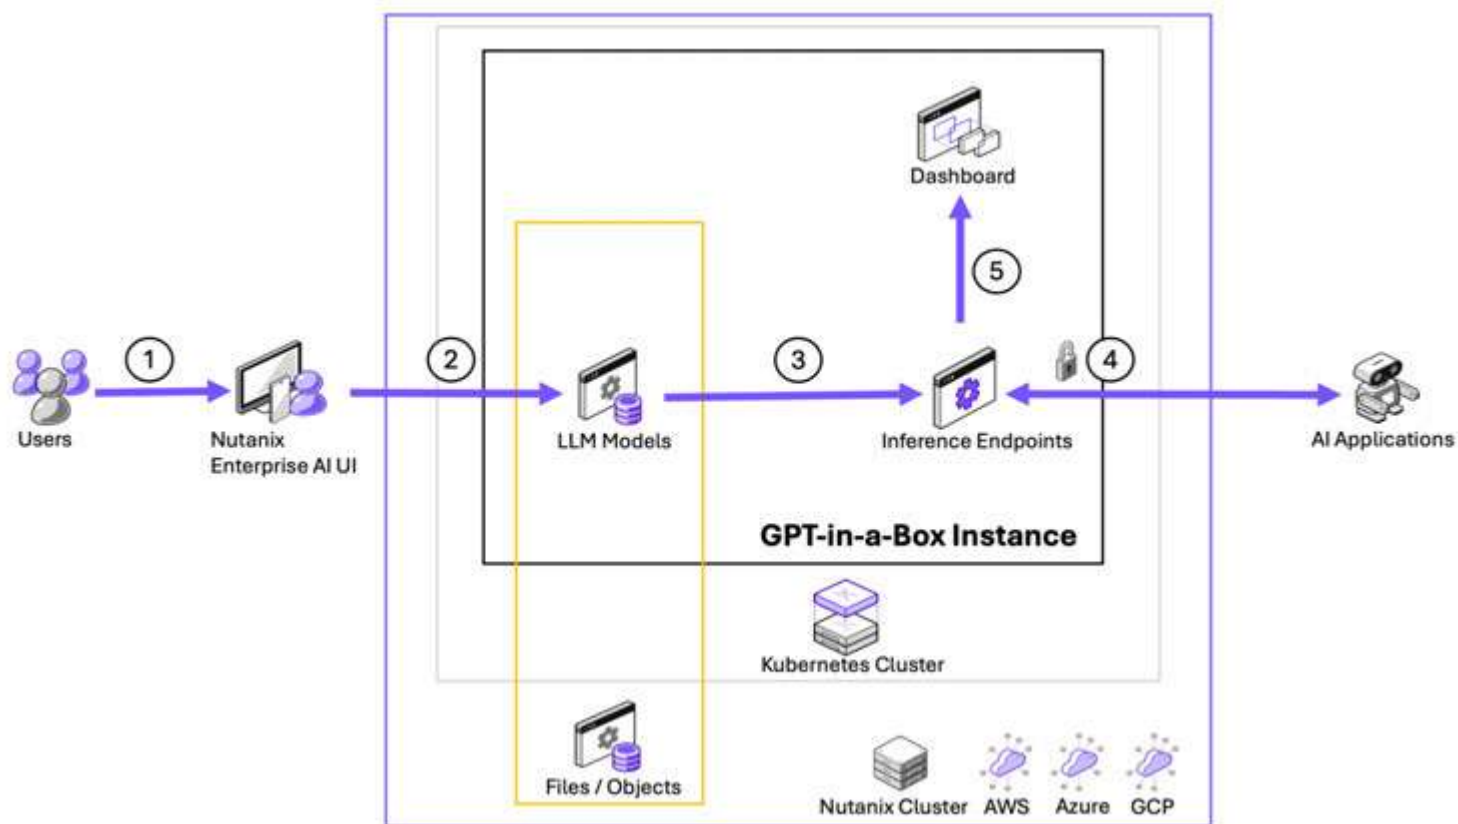 Dashboard
5
1
2
3
4
Users
Nutanix
Enterprise AI UI
LLM Models
Inference Endpoints
AI Applications
GPT-in-a-Box Instance
Kubernetes Cluster
Files / Objects
Nutanix Cluster
AWS
Azure
GCP